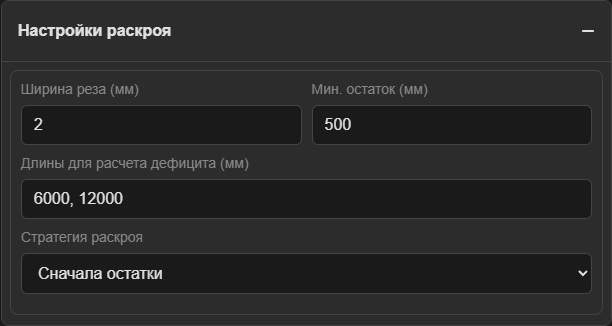 Настройки раскроя
Ширина реза (мм) Мин. остаток (мм)
2 500
Длины для расчета дефицита (мм)
6000, 12000
Стратегия раскроя
Сначала остатки